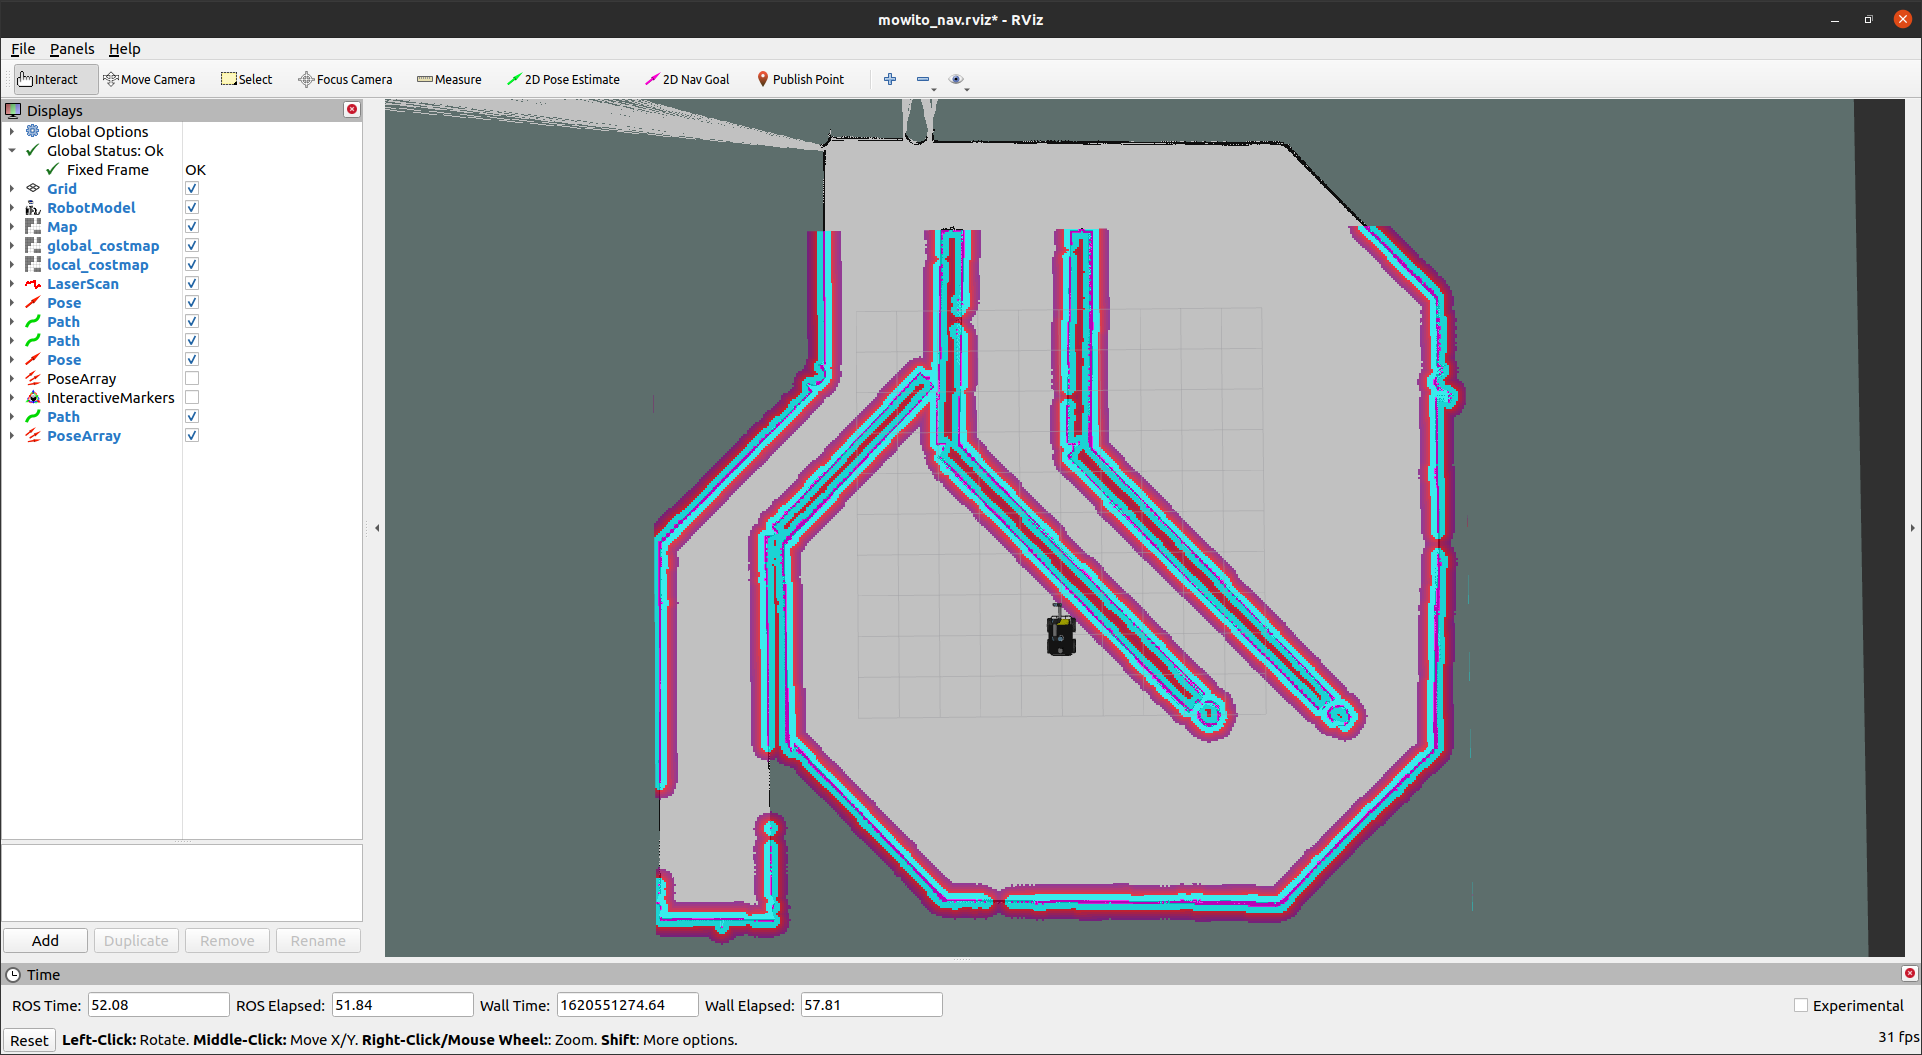 mowito_nav.rviz* - RViz
File Panels Help
Interact Move Camera Select Focus Camera Measure 2D Pose Estimate 2D Nav Goal Publish Point
Displays
Global Options
Global Status: Ok
Fixed Frame OK
Grid
RobotModel
Map
global_costmap
local_costmap
LaserScan
Pose
Path
Path
Pose
PoseArray
InteractiveMarkers
Path
PoseArray
Add Duplicate Remove Rename
Time
ROS Time: 52.08 ROS Elapsed: 51.84 Wall Time: 1620551274.64 Wall Elapsed: 57.81 Experimental
Reset Left-Click: Rotate. Middle-Click: Move X/Y. Right-Click/Mouse Wheel:: Zoom. Shift: More options. 31 fps